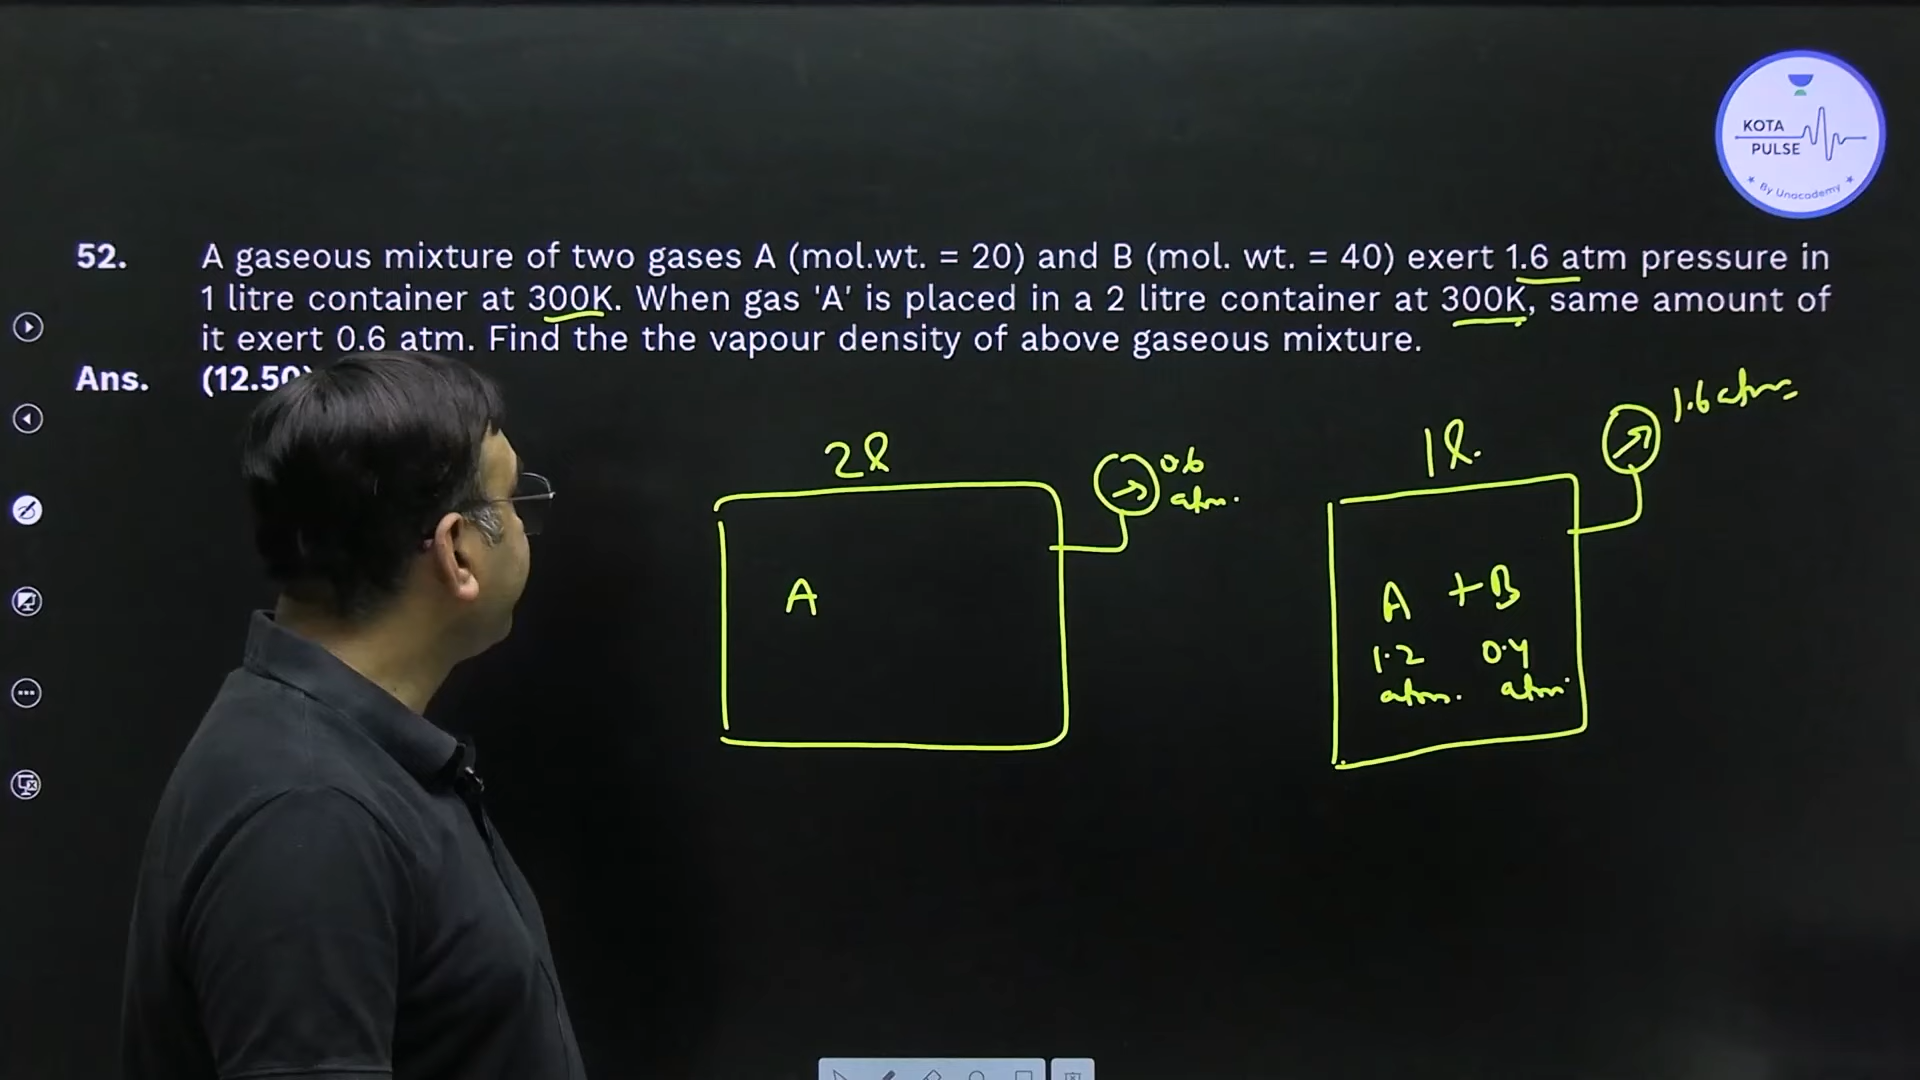 KOTA
PULSE
★ By Unacademy ★
52. A gaseous mixture of two gases A (mol.wt. = 20) and B (mol. wt. = 40) exert 1.6 atm pressure in
1 litre container at 300K. When gas 'A' is placed in a 2 litre container at 300K, same amount of
it exert 0.6 atm. Find the the vapour density of above gaseous mixture.
Ans. (12.50)
2l
0.6
atm.
A
1l.
1.6 atm
A + B
1.2 0.4
atm. atm.